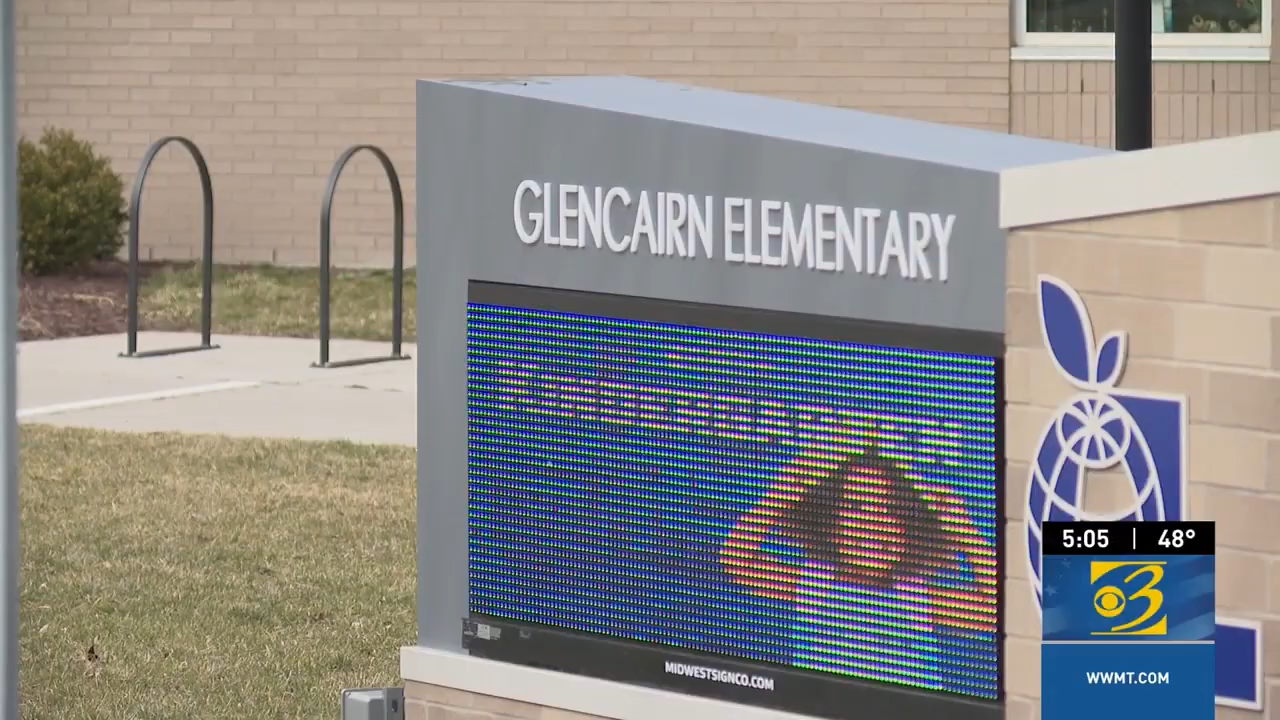 GLENCAIRN ELEMENTARY
MIDWESTSIGNCO.COM
5:05 | 48°
3
WWMT.COM